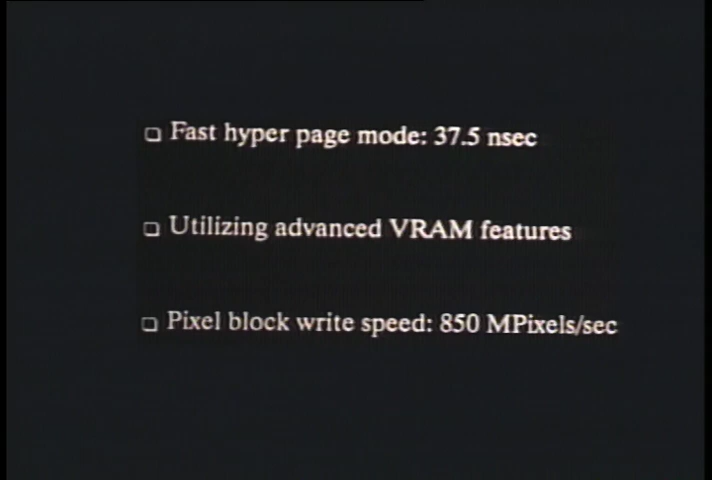 Fast hyper page mode: 37.5 nsec
Utilizing advanced VRAM features
Pixel block write speed: 850 MPixels/sec